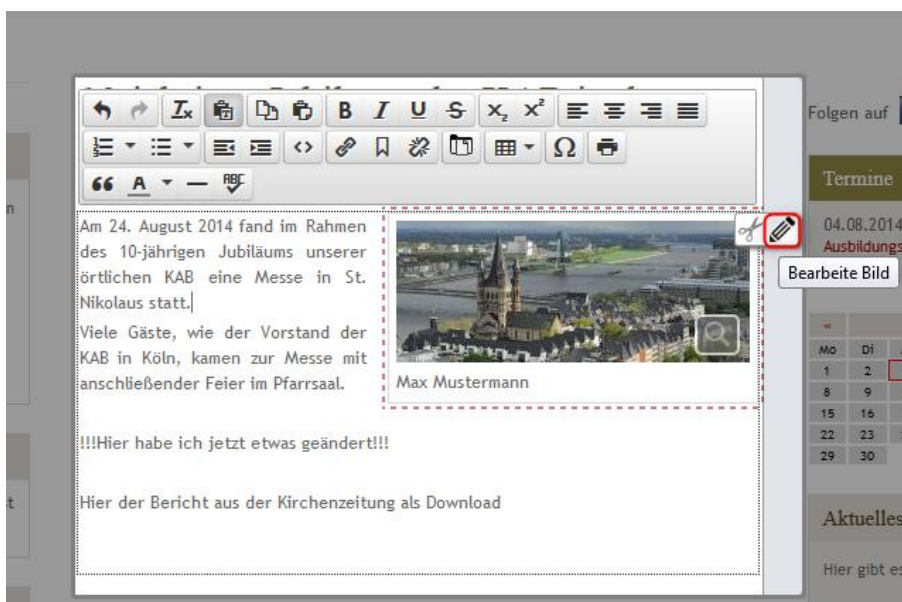 B I U S X₂ X²
Ω
A
ABC
Folgen auf
Termine
04.08.2014
Ausbildungs
Am 24. August 2014 fand im Rahmen
des 10-jährigen Jubiläums unserer
örtlichen KAB eine Messe in St.
Nikolaus statt.
Viele Gäste, wie der Vorstand der
KAB in Köln, kamen zur Messe mit
anschließender Feier im Pfarrsaal.
Max Mustermann
Bearbeite Bild
!!!Hier habe ich jetzt etwas geändert!!!
Hier der Bericht aus der Kirchenzeitung als Download
«
Mo Di
1 2
8 9
15 16
22 23
29 30
Aktuelles
Hier gibt es